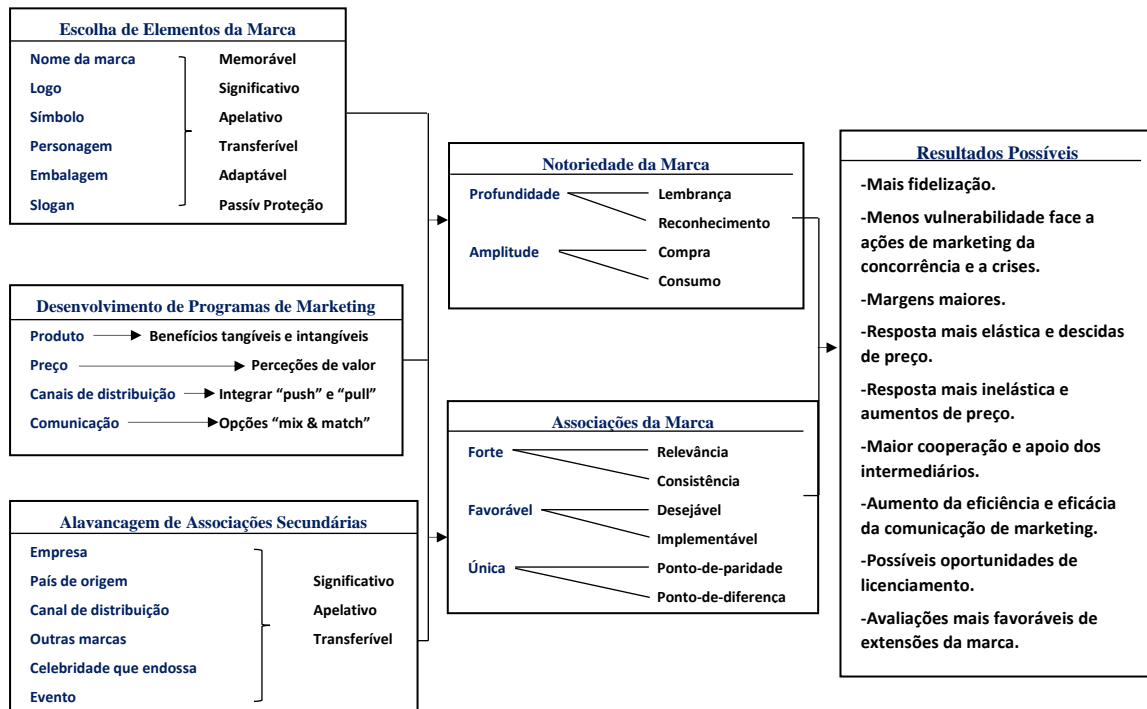 Escolha de Elementos da Marca
Nome da marca Memorável
Logo Significativo
Símbolo Apelativo
Personagem Transferível
Embalagem Adaptável
Slogan Passív Proteção
Desenvolvimento de Programas de Marketing
Produto Benefícios tangíveis e intangíveis
Preço Perceções de valor
Canais de distribuição Integrar “push” e “pull”
Comunicação Opções “mix & match”
Alavancagem de Associações Secundárias
Empresa
País de origem Significativo
Canal de distribuição Apelativo
Outras marcas Transferível
Celebridade que endossa
Evento
Notoriedade da Marca
Profundidade Lembrança
Reconhecimento
Amplitude Compra
Consumo
Associações da Marca
Forte Relevância
Consistência
Favorável Desejável
Implementável
Única Ponto-de-paridade
Ponto-de-diferença
Resultados Possíveis
-Mais fidelização.
-Menos vulnerabilidade face a
ações de marketing da
concorrência e a crises.
-Margens maiores.
-Resposta mais elástica e descidas
de preço.
-Resposta mais inelástica e
aumentos de preço.
-Maior cooperação e apoio dos
intermediários.
-Aumento da eficiência e eficácia
da comunicação de marketing.
-Possíveis oportunidades de
licenciamento.
-Avaliações mais favoráveis de
extensões da marca.